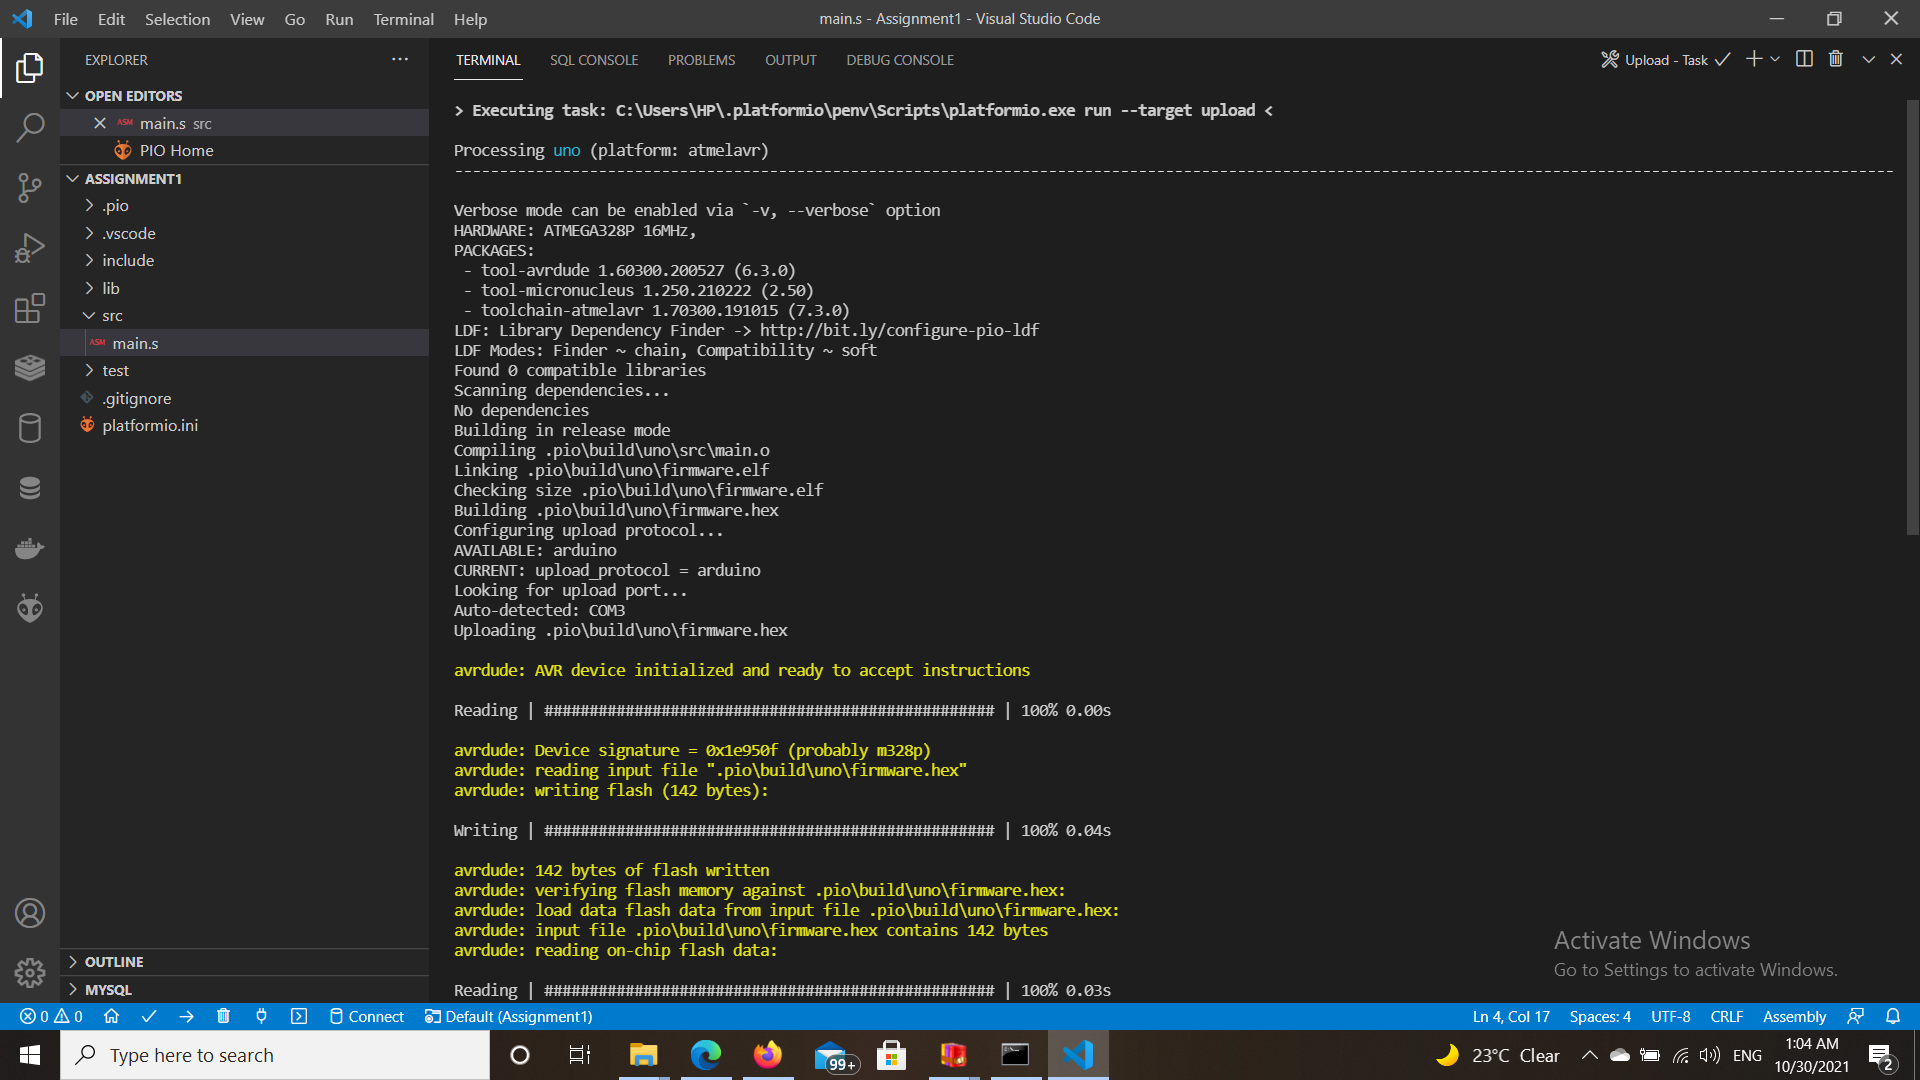 File Edit Selection View Go Run Terminal Help
main.s - Assignment1 - Visual Studio Code
EXPLORER
OPEN EDITORS
ASM main.s src
PIO Home
ASSIGNMENT1
.pio
.vscode
include
lib
src
ASM main.s
test
.gitignore
platformio.ini
OUTLINE
MYSQL
TERMINAL SQL CONSOLE PROBLEMS OUTPUT DEBUG CONSOLE
Upload - Task
> Executing task: C:\Users\HP\.platformio\penv\Scripts\platformio.exe run --target upload <
Processing uno (platform: atmelavr)
----------------------------------------------------------------------------------------------------------------------------------------------------------------
Verbose mode can be enabled via `-v, --verbose` option
HARDWARE: ATMEGA328P 16MHz,
PACKAGES:
- tool-avrdude 1.60300.200527 (6.3.0)
- tool-micronucleus 1.250.210222 (2.50)
- toolchain-atmelavr 1.70300.191015 (7.3.0)
LDF: Library Dependency Finder -> http://bit.ly/configure-pio-ldf
LDF Modes: Finder ~ chain, Compatibility ~ soft
Found 0 compatible libraries
Scanning dependencies...
No dependencies
Building in release mode
Compiling .pio\build\uno\src\main.o
Linking .pio\build\uno\firmware.elf
Checking size .pio\build\uno\firmware.elf
Building .pio\build\uno\firmware.hex
Configuring upload protocol...
AVAILABLE: arduino
CURRENT: upload_protocol = arduino
Looking for upload port...
Auto-detected: COM3
Uploading .pio\build\uno\firmware.hex
avrdude: AVR device initialized and ready to accept instructions
Reading | ################################################## | 100% 0.00s
avrdude: Device signature = 0x1e950f (probably m328p)
avrdude: reading input file ".pio\build\uno\firmware.hex"
avrdude: writing flash (142 bytes):
Writing | ################################################## | 100% 0.04s
avrdude: 142 bytes of flash written
avrdude: verifying flash memory against .pio\build\uno\firmware.hex:
avrdude: load data flash data from input file .pio\build\uno\firmware.hex:
avrdude: input file .pio\build\uno\firmware.hex contains 142 bytes
avrdude: reading on-chip flash data:
Reading | ################################################## | 100% 0.03s
Activate Windows
Go to Settings to activate Windows.
0 0 Connect Default (Assignment1) Ln 4, Col 17 Spaces: 4 UTF-8 CRLF Assembly
Type here to search
99+
23°C Clear
ENG
1:04 AM
10/30/2021
2